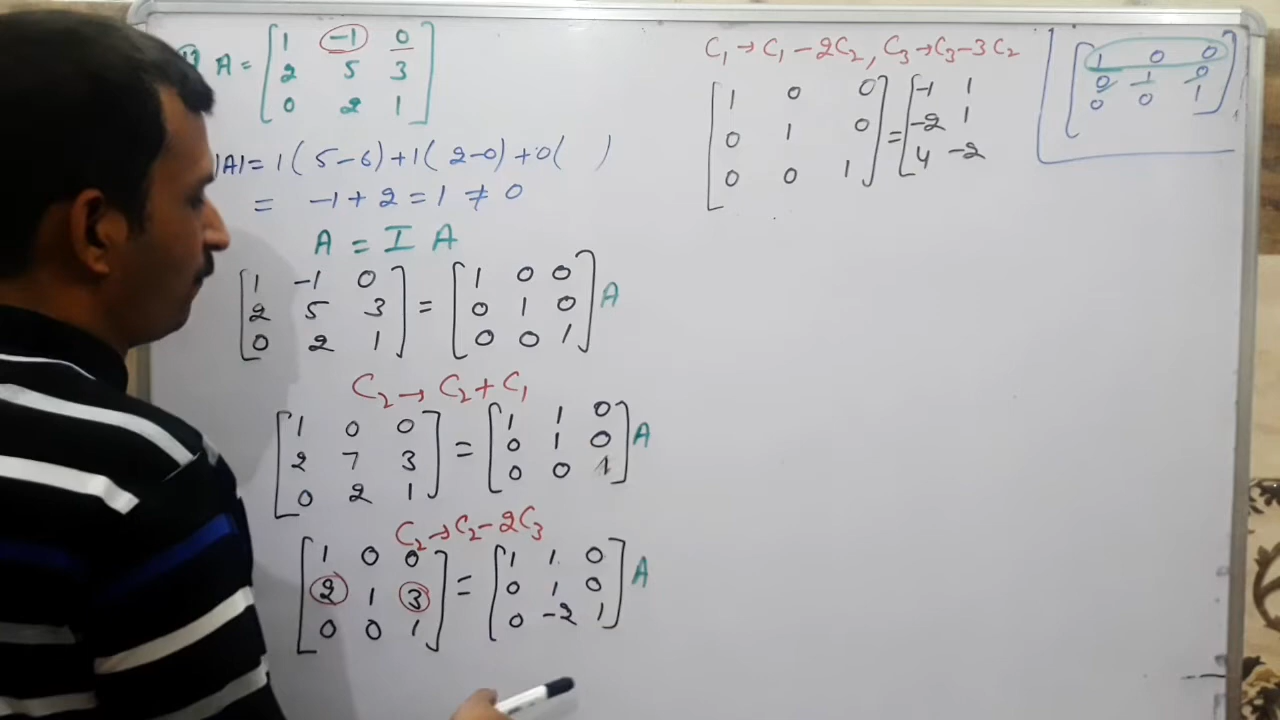 A = [ 1 -1 0
2 5 3
0 2 1 ]
|A| = 1 ( 5 - 6 ) + 1 ( 2 - 0 ) + 0 (    )
= -1 + 2 = 1 ≠ 0
A = I A
[ 1 -1 0 ] = [ 1 0 0 ] A
[ 2 5 3 ] [ 0 1 0 ]
[ 0 2 1 ] [ 0 0 1 ]
C₂ → C₂ + C₁
[ 1 0 0 ] = [ 1 1 0 ] A
[ 2 7 3 ] [ 0 1 0 ]
[ 0 2 1 ] [ 0 0 1 ]
C₂ → C₂ - 2C₃
[ 1 0 0 ] = [ 1 1 0 ] A
[ 2 1 3 ] [ 0 1 0 ]
[ 0 0 1 ] [ 0 -2 1 ]
C₁ → C₁ - 2C₂, C₃ → C₃ - 3C₂
[ 1 0 0 ] = [ -1 1
[ 0 1 0 ] [ -2 1
[ 0 0 1 ] [ 4 -2
[ 1 0 0
0 1 0
0 0 1 ]